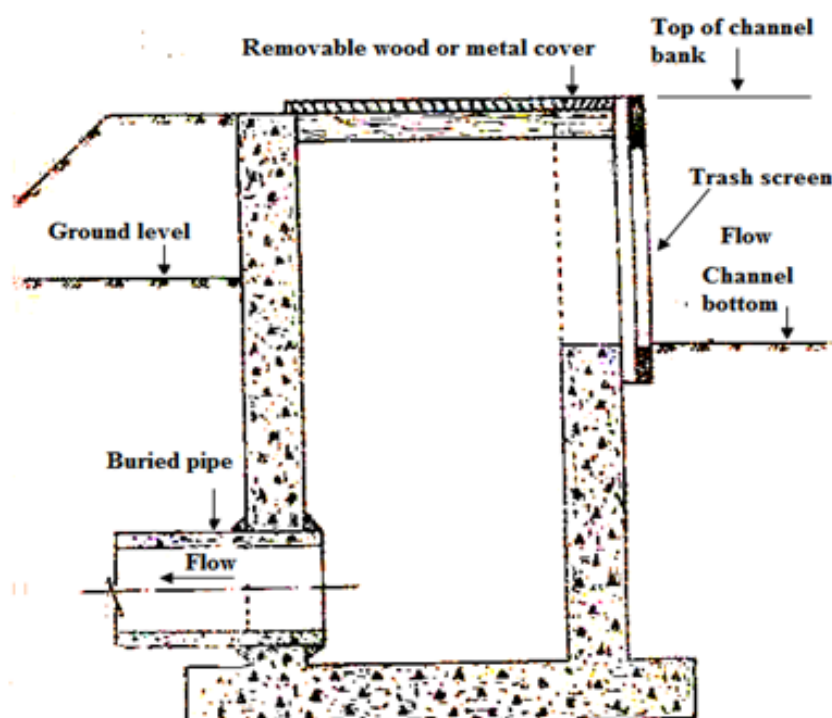 Removable wood or metal cover
Top of channel
bank
Trash screen
Ground level
Flow
Channel
bottom
Buried pipe
Flow